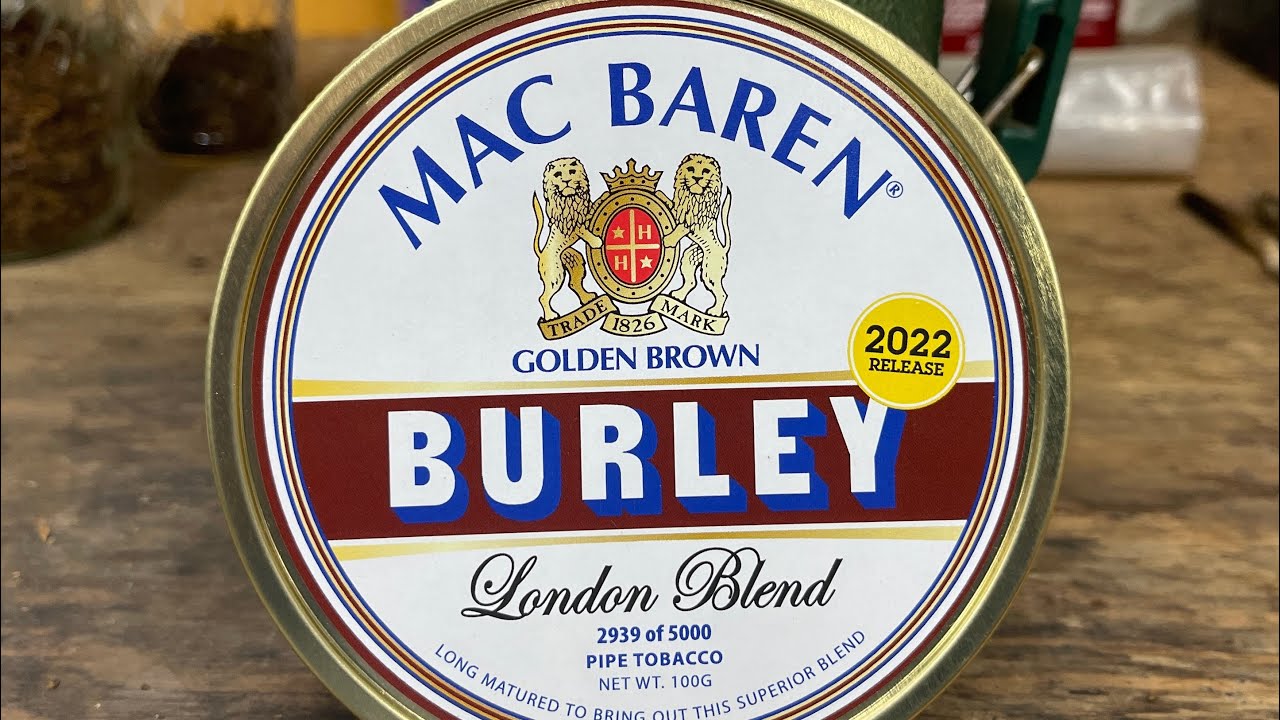 MAC BAREN®
H
H
TRADE 1826 MARK
GOLDEN BROWN
2022
RELEASE
BURLEY
London Blend
2939 of 5000
PIPE TOBACCO
NET WT. 100G
LONG MATURED TO BRING OUT THIS SUPERIOR BLEND